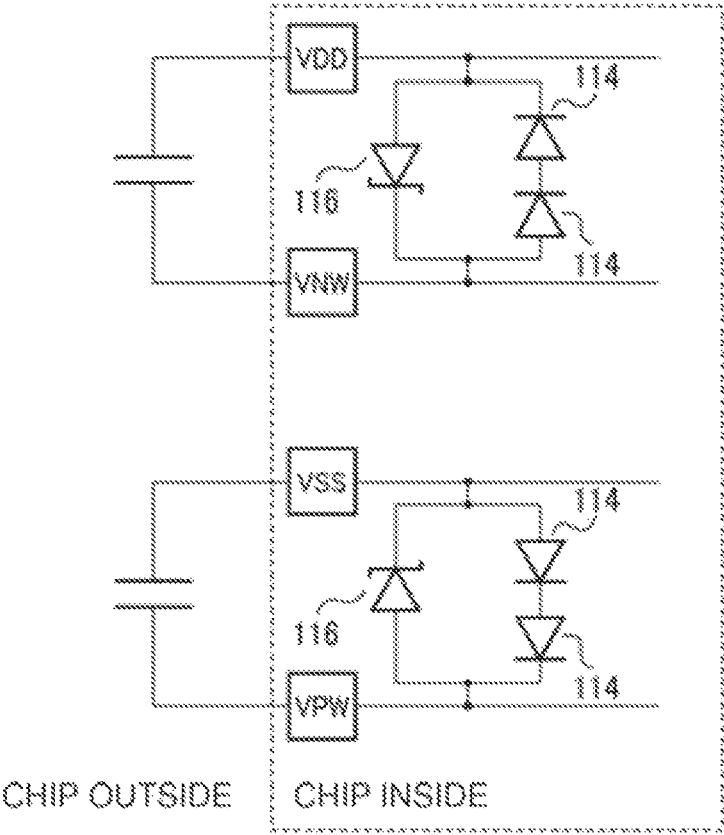 VDD
114
116
114
VNW
VSS
114
116
114
VPW
CHIP OUTSIDE
CHIP INSIDE